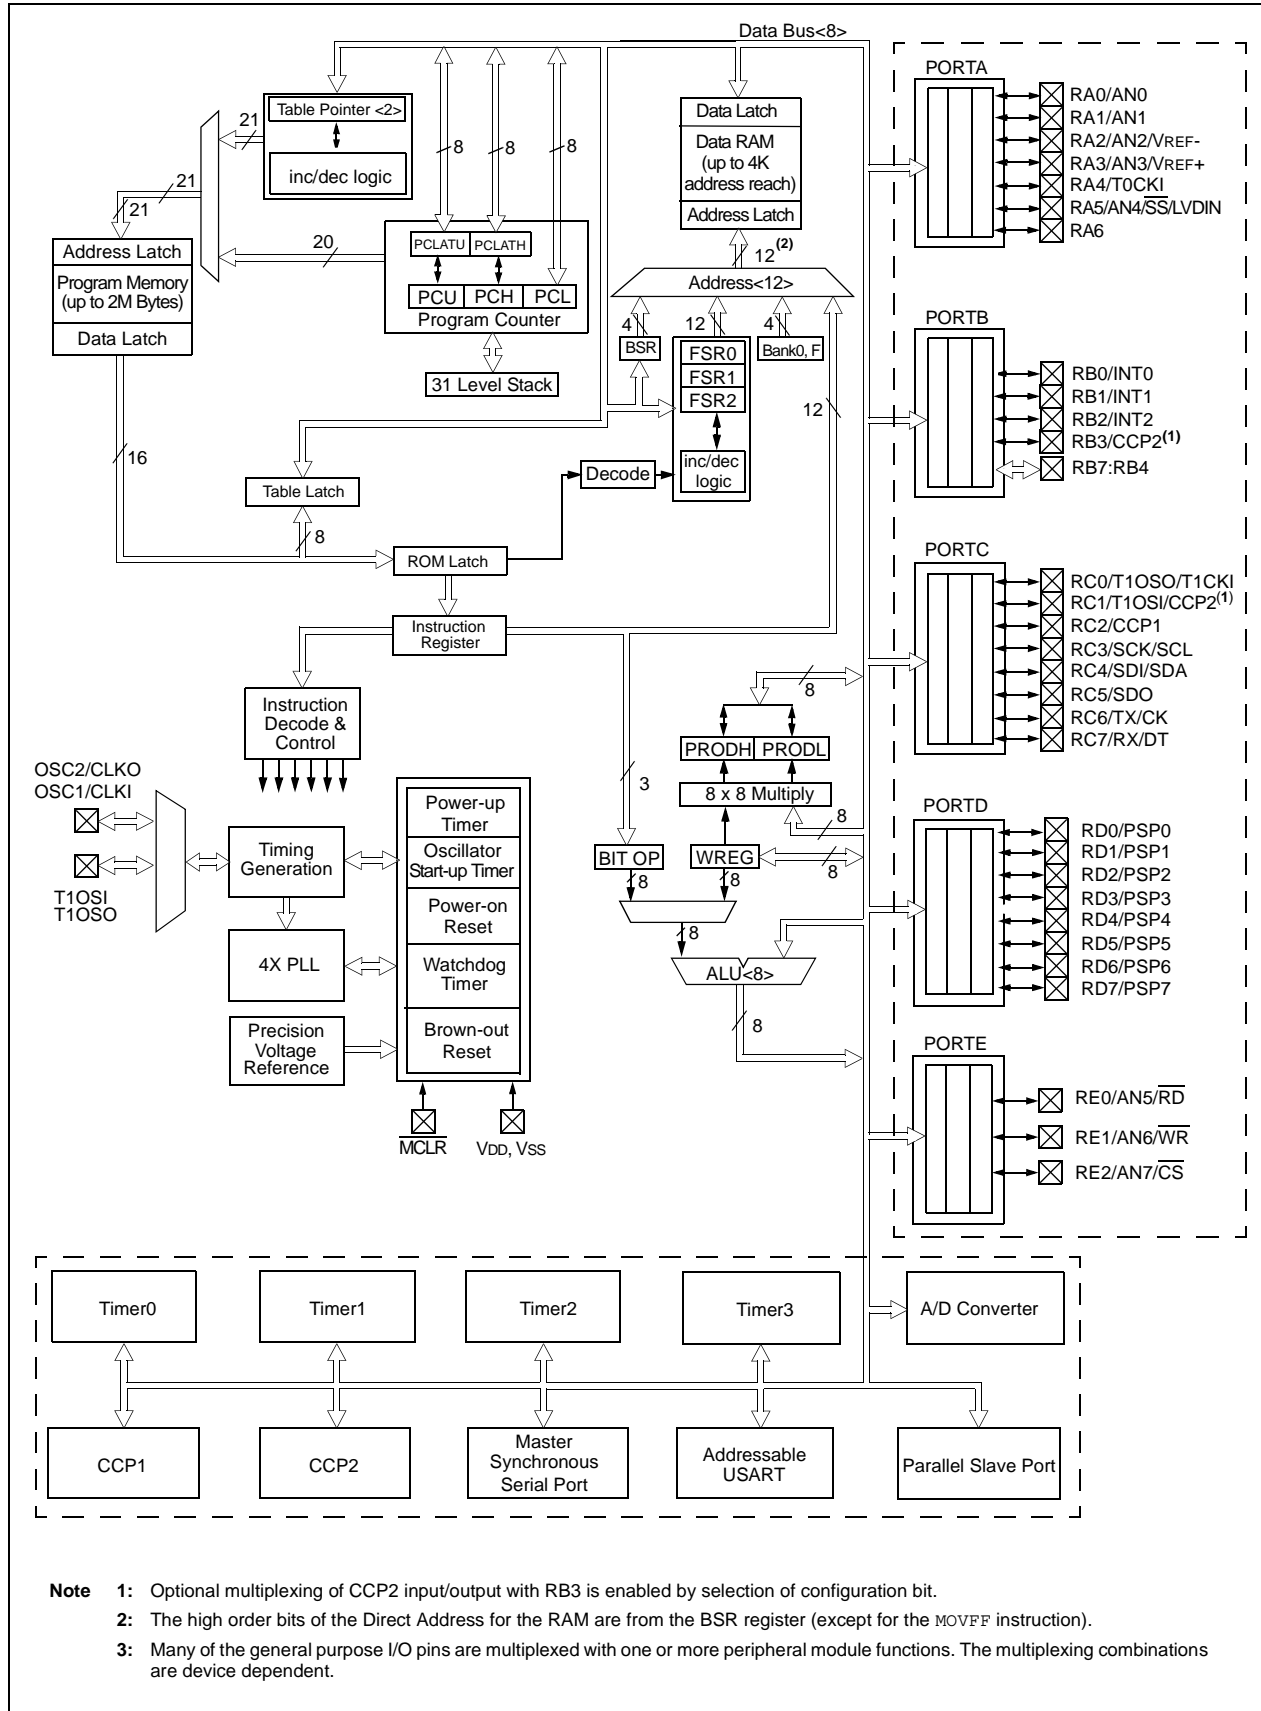 Data Bus<8>
Table Pointer <2>
inc/dec logic
21
21
21
8
8
8
Data Latch
Data RAM
(up to 4K
address reach)
Address Latch
12(2)
Address<12>
4
12
4
BSR
FSR0
FSR1
FSR2
inc/dec
logic
Bank0, F
12
Address Latch
Program Memory
(up to 2M Bytes)
Data Latch
20
PCLATU
PCLATH
PCU
PCH
PCL
Program Counter
31 Level Stack
16
Table Latch
8
Decode
ROM Latch
Instruction
Register
Instruction
Decode &
Control
OSC2/CLKO
OSC1/CLKI
T1OSI
T1OSO
Timing
Generation
4X PLL
Precision
Voltage
Reference
Power-up
Timer
Oscillator
Start-up Timer
Power-on
Reset
Watchdog
Timer
Brown-out
Reset
MCLR
VDD, VSS
8
PRODH
PRODL
8 x 8 Multiply
3
8
BIT OP
WREG
8
8
8
8
ALU<8>
8
PORTA
RA0/AN0
RA1/AN1
RA2/AN2/VREF-
RA3/AN3/VREF+
RA4/T0CKI
RA5/AN4/SS/LVDIN
RA6
PORTB
RB0/INT0
RB1/INT1
RB2/INT2
RB3/CCP2(1)
RB7:RB4
PORTC
RC0/T1OSO/T1CKI
RC1/T1OSI/CCP2(1)
RC2/CCP1
RC3/SCK/SCL
RC4/SDI/SDA
RC5/SDO
RC6/TX/CK
RC7/RX/DT
PORTD
RD0/PSP0
RD1/PSP1
RD2/PSP2
RD3/PSP3
RD4/PSP4
RD5/PSP5
RD6/PSP6
RD7/PSP7
PORTE
RE0/AN5/RD
RE1/AN6/WR
RE2/AN7/CS
Timer0
Timer1
Timer2
Timer3
A/D Converter
CCP1
CCP2
Master
Synchronous
Serial Port
Addressable
USART
Parallel Slave Port
Note 1: Optional multiplexing of CCP2 input/output with RB3 is enabled by selection of configuration bit.
2: The high order bits of the Direct Address for the RAM are from the BSR register (except for the MOVFF instruction).
3: Many of the general purpose I/O pins are multiplexed with one or more peripheral module functions. The multiplexing combinations
are device dependent.